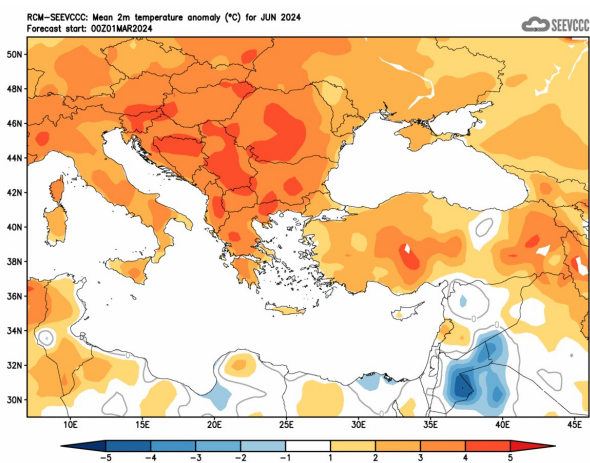 RCM-SEEVCCC: Mean 2m temperature anomaly (°C) for JUN 2024
Forecast start: 00Z01MAR2024
SEEVCCC
50N
48N
46N
44N
42N
40N
38N
36N
34N
32N
30N
10E 15E 20E 25E 30E 35E 40E 45E
-5 -4 -3 -2 -1 1 2 3 4 5